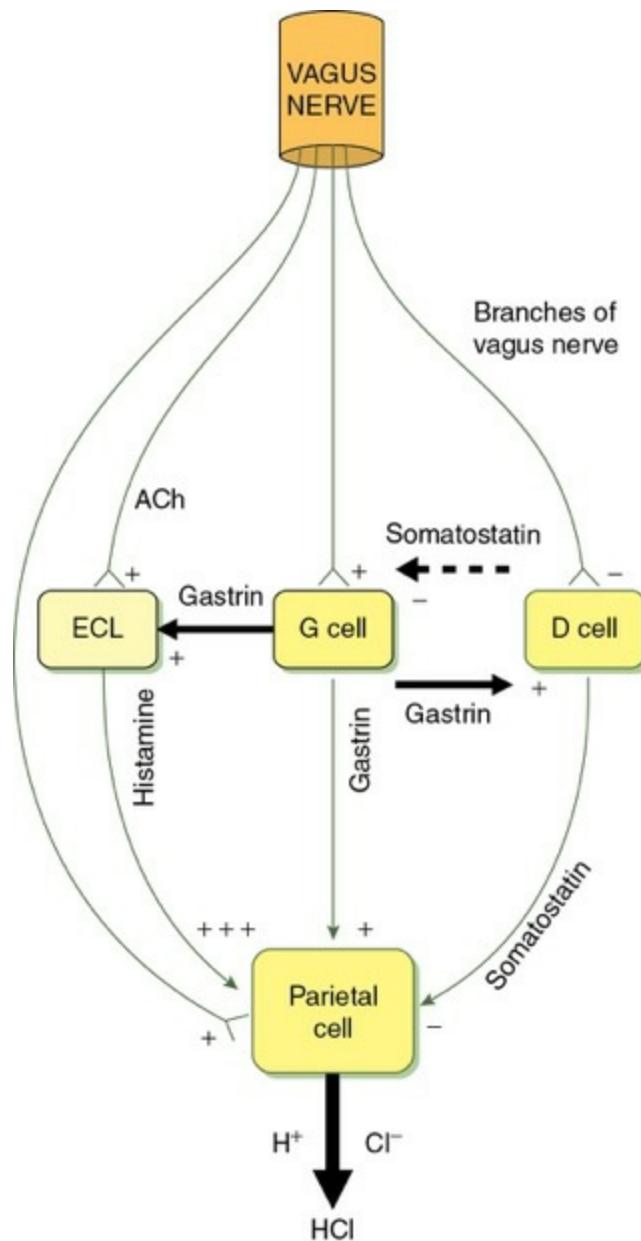 VAGUS
NERVE
Branches of
vagus nerve
ACh
Somatostatin
+
+
−
−
Gastrin
ECL
G cell
D cell
+
+
Gastrin
Histamine
Gastrin
Somatostatin
+ + +
+
Parietal
cell
+
−
H⁺ Cl⁻
HCl